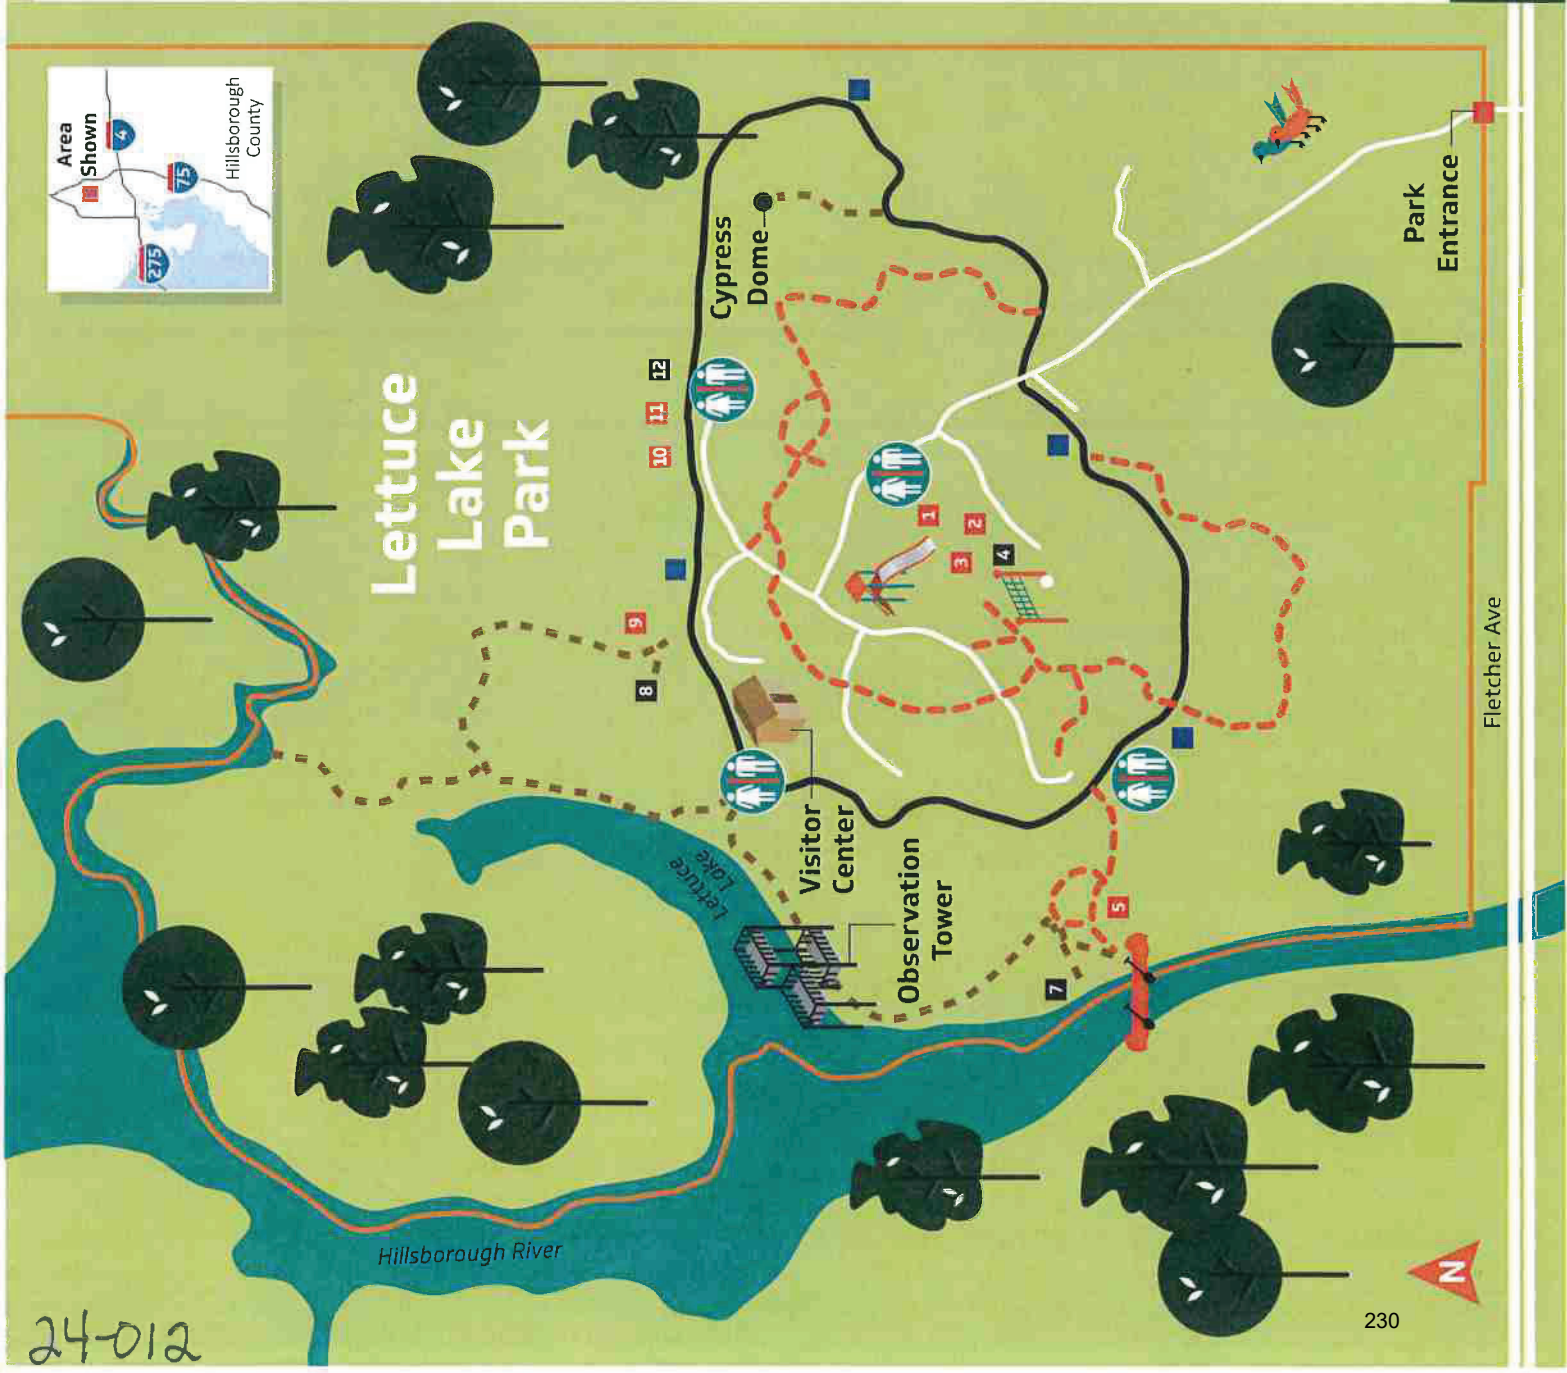 24-012
Area
Shown
4
75
275
Hillsborough
County
Lettuce
Lake
Park
Cypress
Dome
12
11
10
9
8
1
2
3
4
5
7
Visitor
Center
Observation
Tower
Lettuce
Lake
Hillsborough River
Park
Entrance
Fletcher Ave
N
230